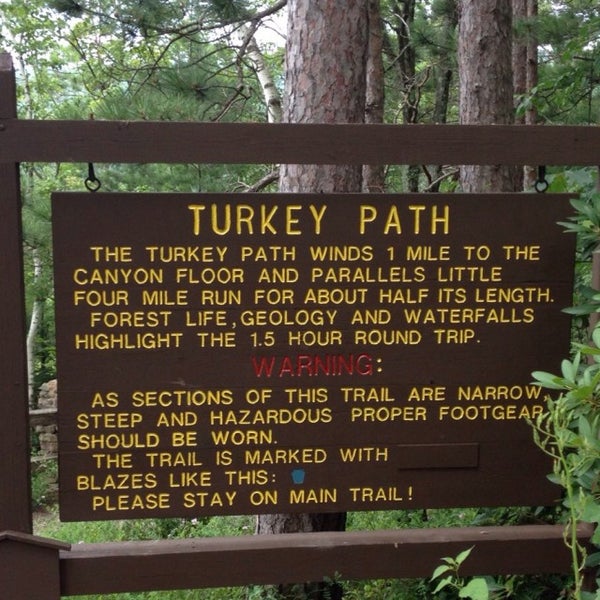 TURKEY PATH
THE TURKEY PATH WINDS 1 MILE TO THE
CANYON FLOOR AND PARALLELS LITTLE
FOUR MILE RUN FOR ABOUT HALF ITS LENGTH.
FOREST LIFE, GEOLOGY AND WATERFALLS
HIGHLIGHT THE 1.5 HOUR ROUND TRIP.
WARNING:
AS SECTIONS OF THIS TRAIL ARE NARROW,
STEEP AND HAZARDOUS PROPER FOOTGEAR
SHOULD BE WORN.
THE TRAIL IS MARKED WITH
BLAZES LIKE THIS:
PLEASE STAY ON MAIN TRAIL!